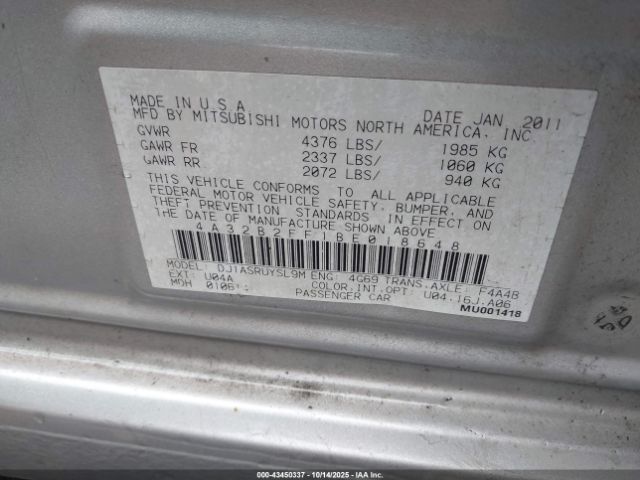 MADE IN U.S.A DATE JAN. 2011
MFD BY MITSUBISHI MOTORS NORTH AMERICA, INC.
GVWR 4376 LBS/ 1985 KG
GAWR FR 2337 LBS/ 1060 KG
GAWR RR 2072 LBS/ 940 KG
THIS VEHICLE CONFORMS TO ALL APPLICABLE
FEDERAL MOTOR VEHICLE SAFETY, BUMPER, AND
THEFT PREVENTION STANDARDS IN EFFECT ON
THE DATE OF MANUFACTURE SHOWN ABOVE
4A32B2FF1BE018648
MODEL: DJ1ASRUYSL9M ENG: 4G69 TRANS.AXLE: F4A4B
EXT: U04A COLOR.INT.OPT: U04.16J.A06
MDH 01061 PASSENGER CAR
MU001418
000-43450337 - 10/14/2025 - IAA